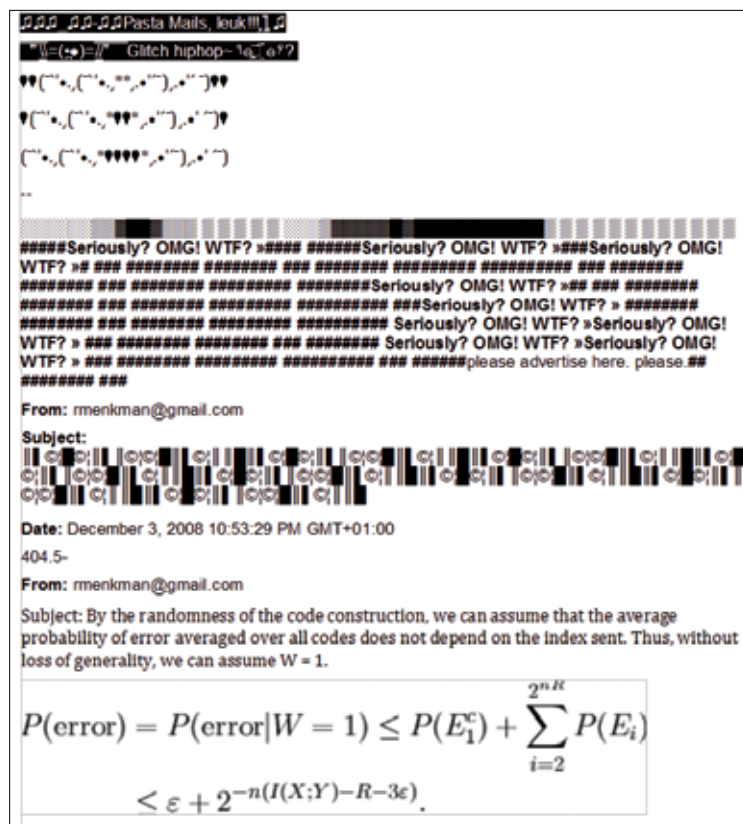 ♫♫♫_♫♫-♫♫Pasta Mails, leuk!!!,1 ♫
Glitch hiphop~
♥♥(¯`'•.,(¯`'•.,**,.•'´¯),.•'´¯)♥♥
♥(¯`'•.,(¯`'•.,*♥♥*,.•'´¯),.•'´¯)♥
(¯`'•.,(¯`'•.,*♥♥♥♥*,.•'´¯),.•'´¯)
--
#####Seriously? OMG! WTF? »#### ######Seriously? OMG! WTF? »###Seriously? OMG!
WTF? »# ### ######## ######## ### ######## ######### ########## ### ########
######## ### ######## ######### ########Seriously? OMG! WTF? »## ### ########
######## ### ######## ######### ########## ###Seriously? OMG! WTF? » ########
######## ### ######## ######### ########## Seriously? OMG! WTF? »Seriously? OMG!
WTF? » ### ######## ######## ### ######## Seriously? OMG! WTF? »Seriously? OMG!
WTF? » ### ######## ######### ########## ### ######please advertise here. please.##
######## ###
From: rmenkman@gmail.com
Subject:
Date: December 3, 2008 10:53:29 PM GMT+01:00
404.5-
From: rmenkman@gmail.com
Subject: By the randomness of the code construction, we can assume that the average
probability of error averaged over all codes does not depend on the index sent. Thus, without
loss of generality, we can assume W = 1.
P(error) = P(error|W = 1) ≤ P(E_1^c) + ∑_{i=2}^{2^{nR}} P(E_i)
≤ ε + 2^{-n(I(X;Y)-R-3ε)}.